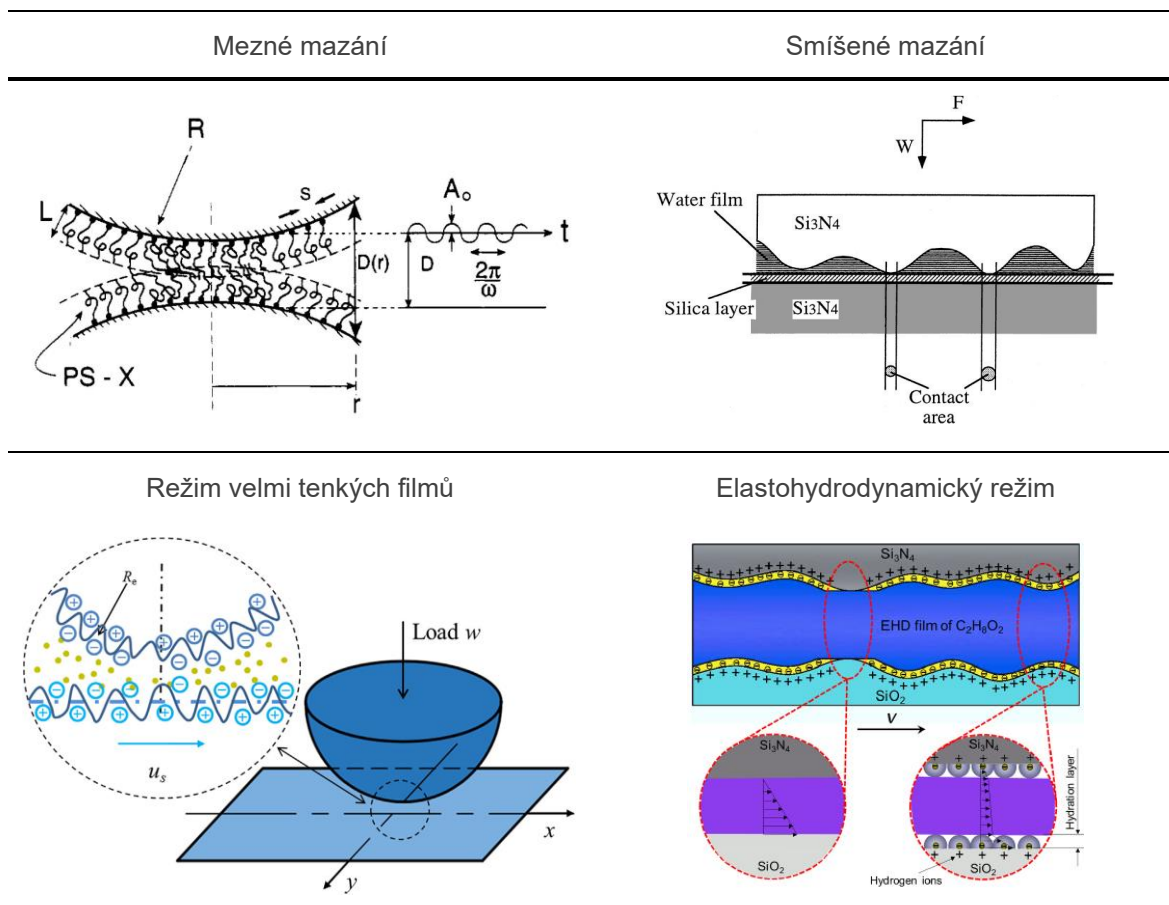 Mezné mazání
Smíšené mazání
R
S
L
A₀
t
D(r)
D
2π
ω
PS - X
r
F
W
Water film
Si₃N₄
Silica layer
Si₃N₄
Contact
area
Režim velmi tenkých filmů
Elastohydrodynamický režim
Rₑ
Load w
uₛ
x
y
Si₃N₄
EHD film of C₂H₈O₂
SiO₂
v
Si₃N₄
SiO₂
Si₃N₄
Hydration layer
Hydrogen ions
SiO₂